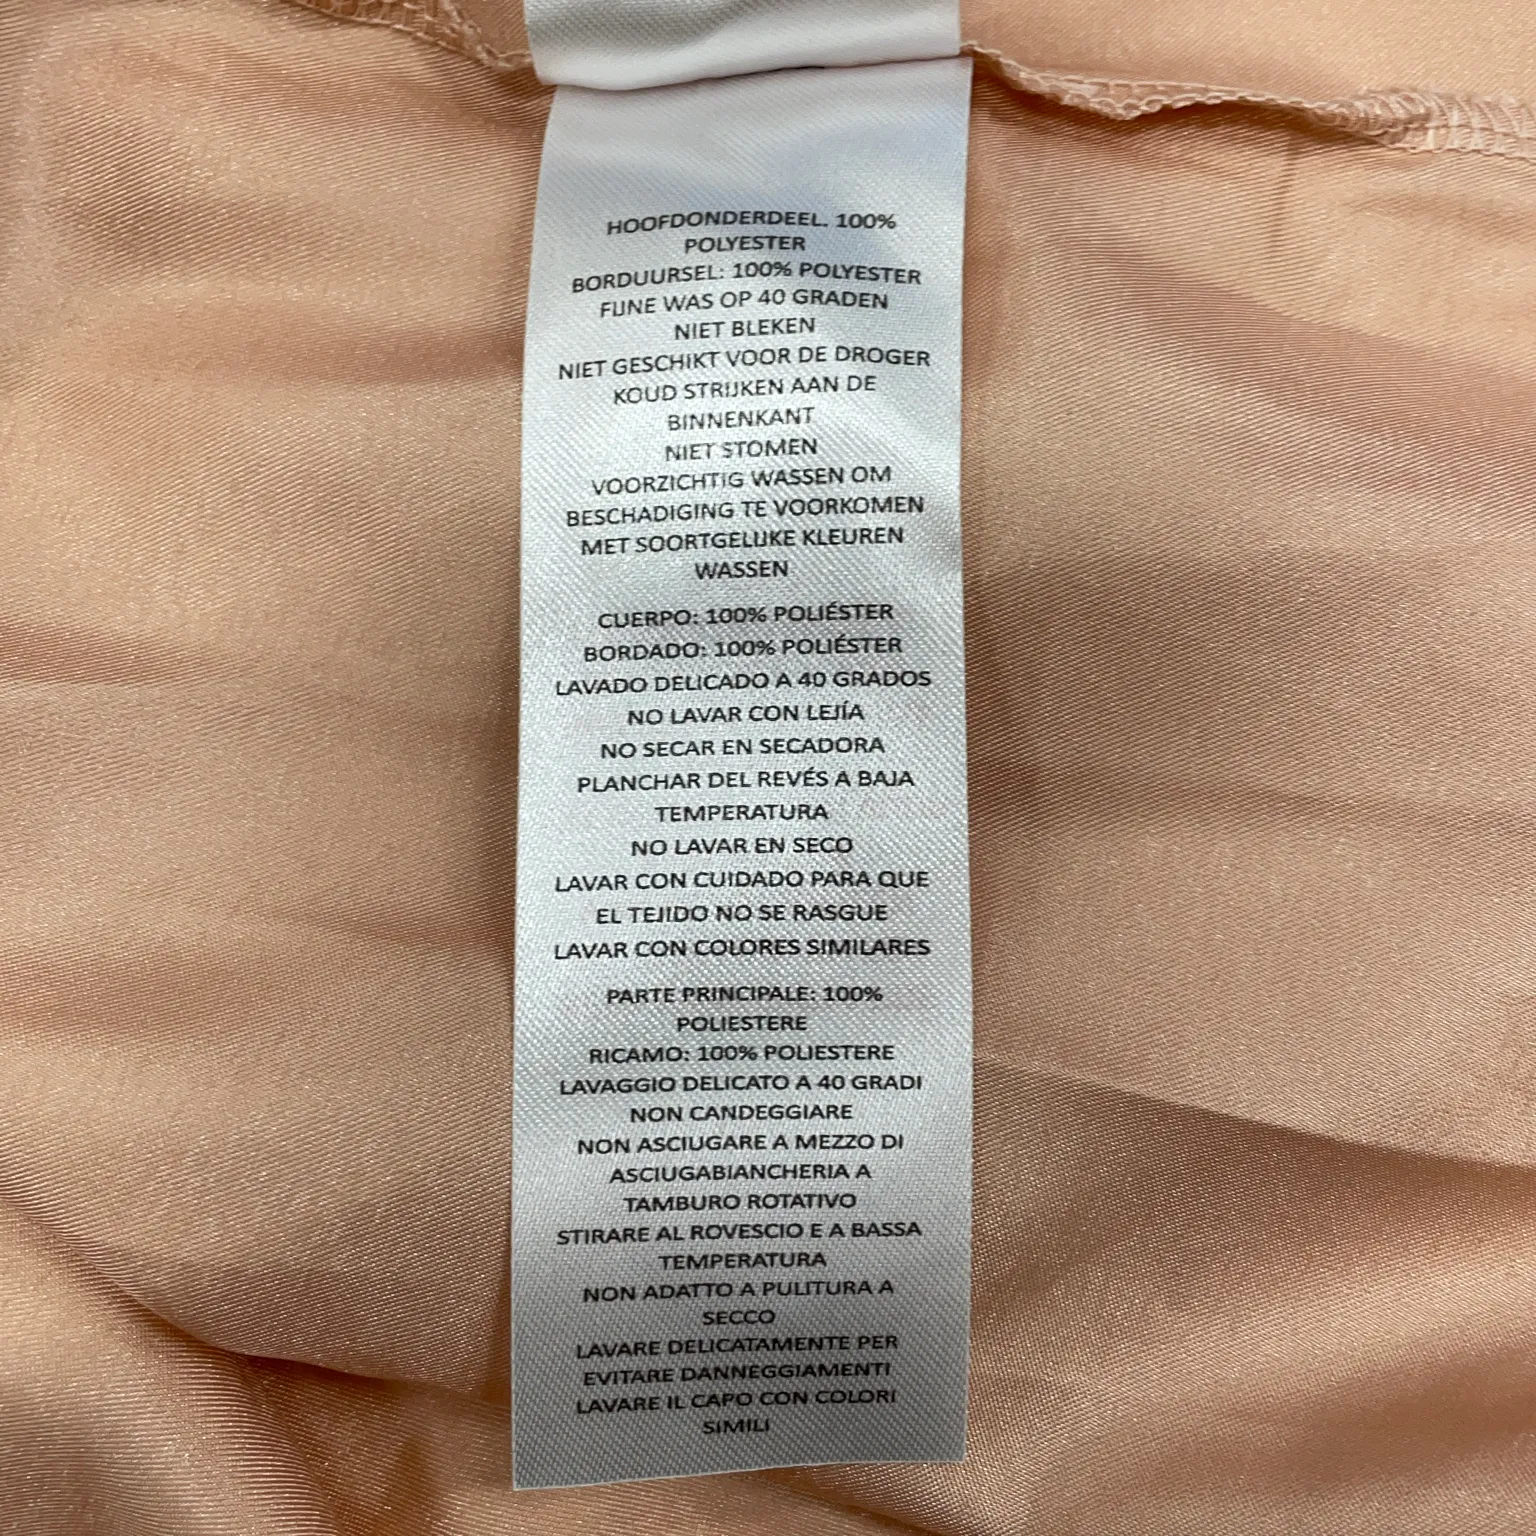 HOOFDONDERDEEL. 100%
POLYESTER
BORDUURSEL: 100% POLYESTER
FIJNE WAS OP 40 GRADEN
NIET BLEKEN
NIET GESCHIKT VOOR DE DROGER
KOUD STRIJKEN AAN DE
BINNENKANT
NIET STOMEN
VOORZICHTIG WASSEN OM
BESCHADIGING TE VOORKOMEN
MET SOORTGELIJKE KLEUREN
WASSEN
CUERPO: 100% POLIÉSTER
BORDADO: 100% POLIÉSTER
LAVADO DELICADO A 40 GRADOS
NO LAVAR CON LEJÍA
NO SECAR EN SECADORA
PLANCHAR DEL REVÉS A BAJA
TEMPERATURA
NO LAVAR EN SECO
LAVAR CON CUIDADO PARA QUE
EL TEJIDO NO SE RASGUE
LAVAR CON COLORES SIMILARES
PARTE PRINCIPALE: 100%
POLIESTERE
RICAMO: 100% POLIESTERE
LAVAGGIO DELICATO A 40 GRADI
NON CANDEGGIARE
NON ASCIUGARE A MEZZO DI
ASCIUGABIANCHERIA A
TAMBURO ROTATIVO
STIRARE AL ROVESCIO E A BASSA
TEMPERATURA
NON ADATTO A PULITURA A
SECCO
LAVARE DELICATAMENTE PER
EVITARE DANNEGGIAMENTI
LAVARE IL CAPO CON COLORI
SIMILI